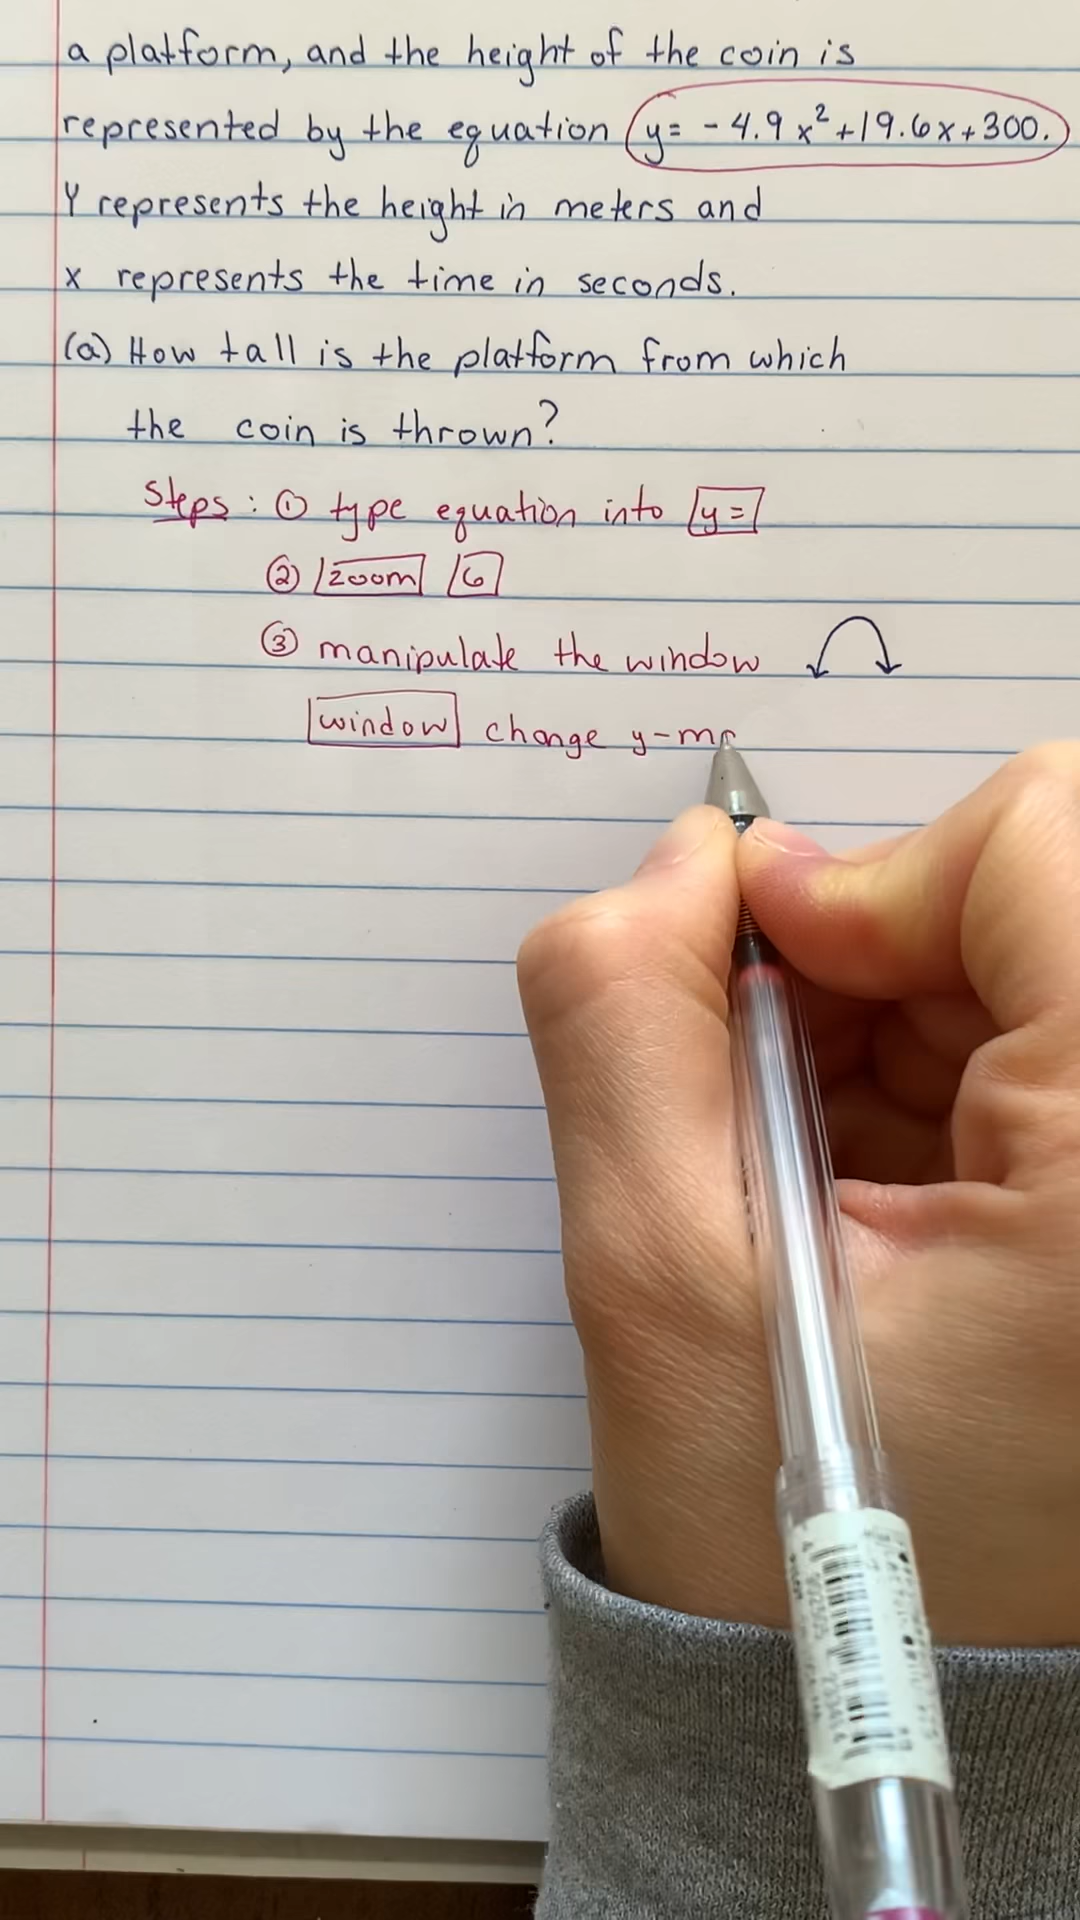 a platform, and the height of the coin is
represented by the equation y = -4.9x²+19.6x+300.
Y represents the height in meters and
x represents the time in seconds.
(a) How tall is the platform from which
the coin is thrown?
Steps: ① type equation into y=
② zoom 6
③ manipulate the window
window change y-m